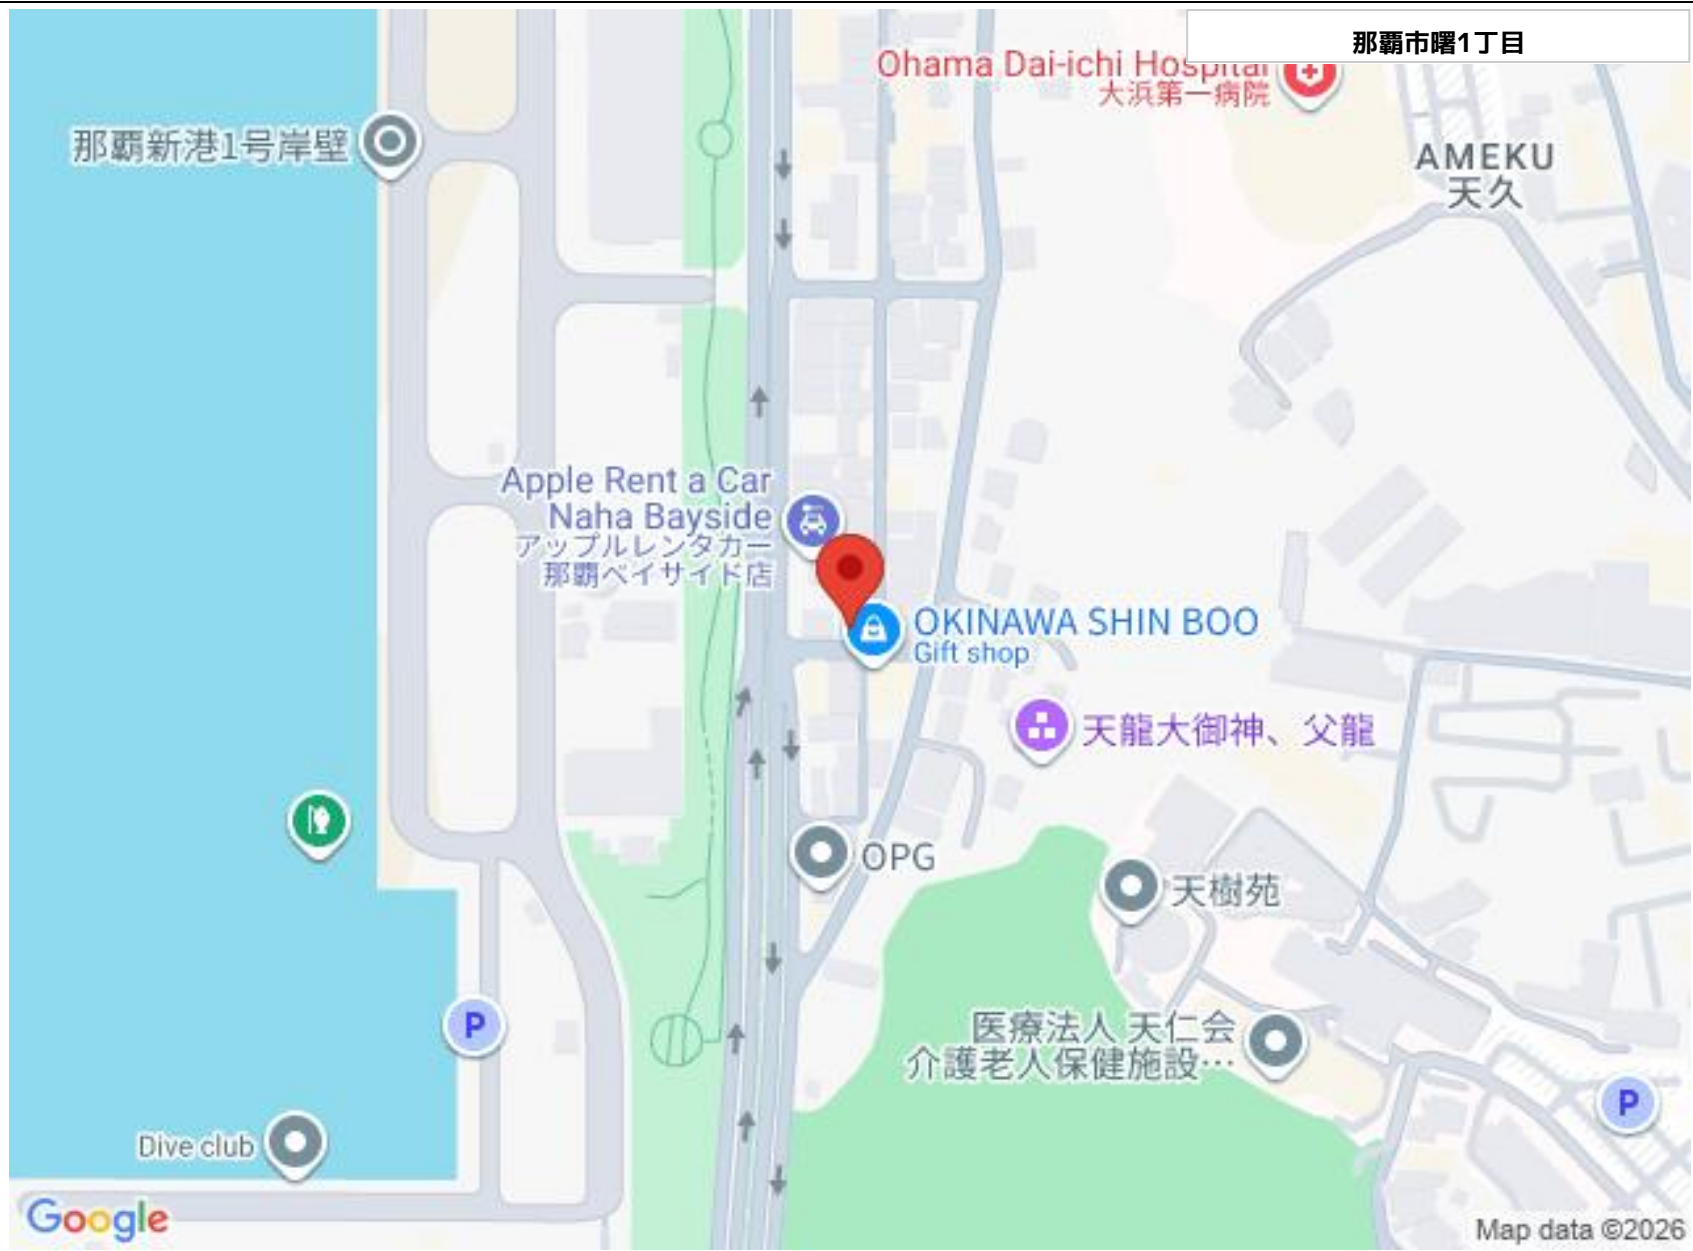 那覇市曙1丁目
Ohama Dai-ichi Hospital
大浜第一病院
那覇新港1号岸壁
AMEKU
天久
Apple Rent a Car
Naha Bayside
アップルレンタカー
那覇ベイサイド店
OKINAWA SHIN BOO
Gift shop
天龍大御神、父龍
OPG
天樹苑
医療法人 天仁会
介護老人保健施設…
P
P
Dive club
Google
Map data ©2026